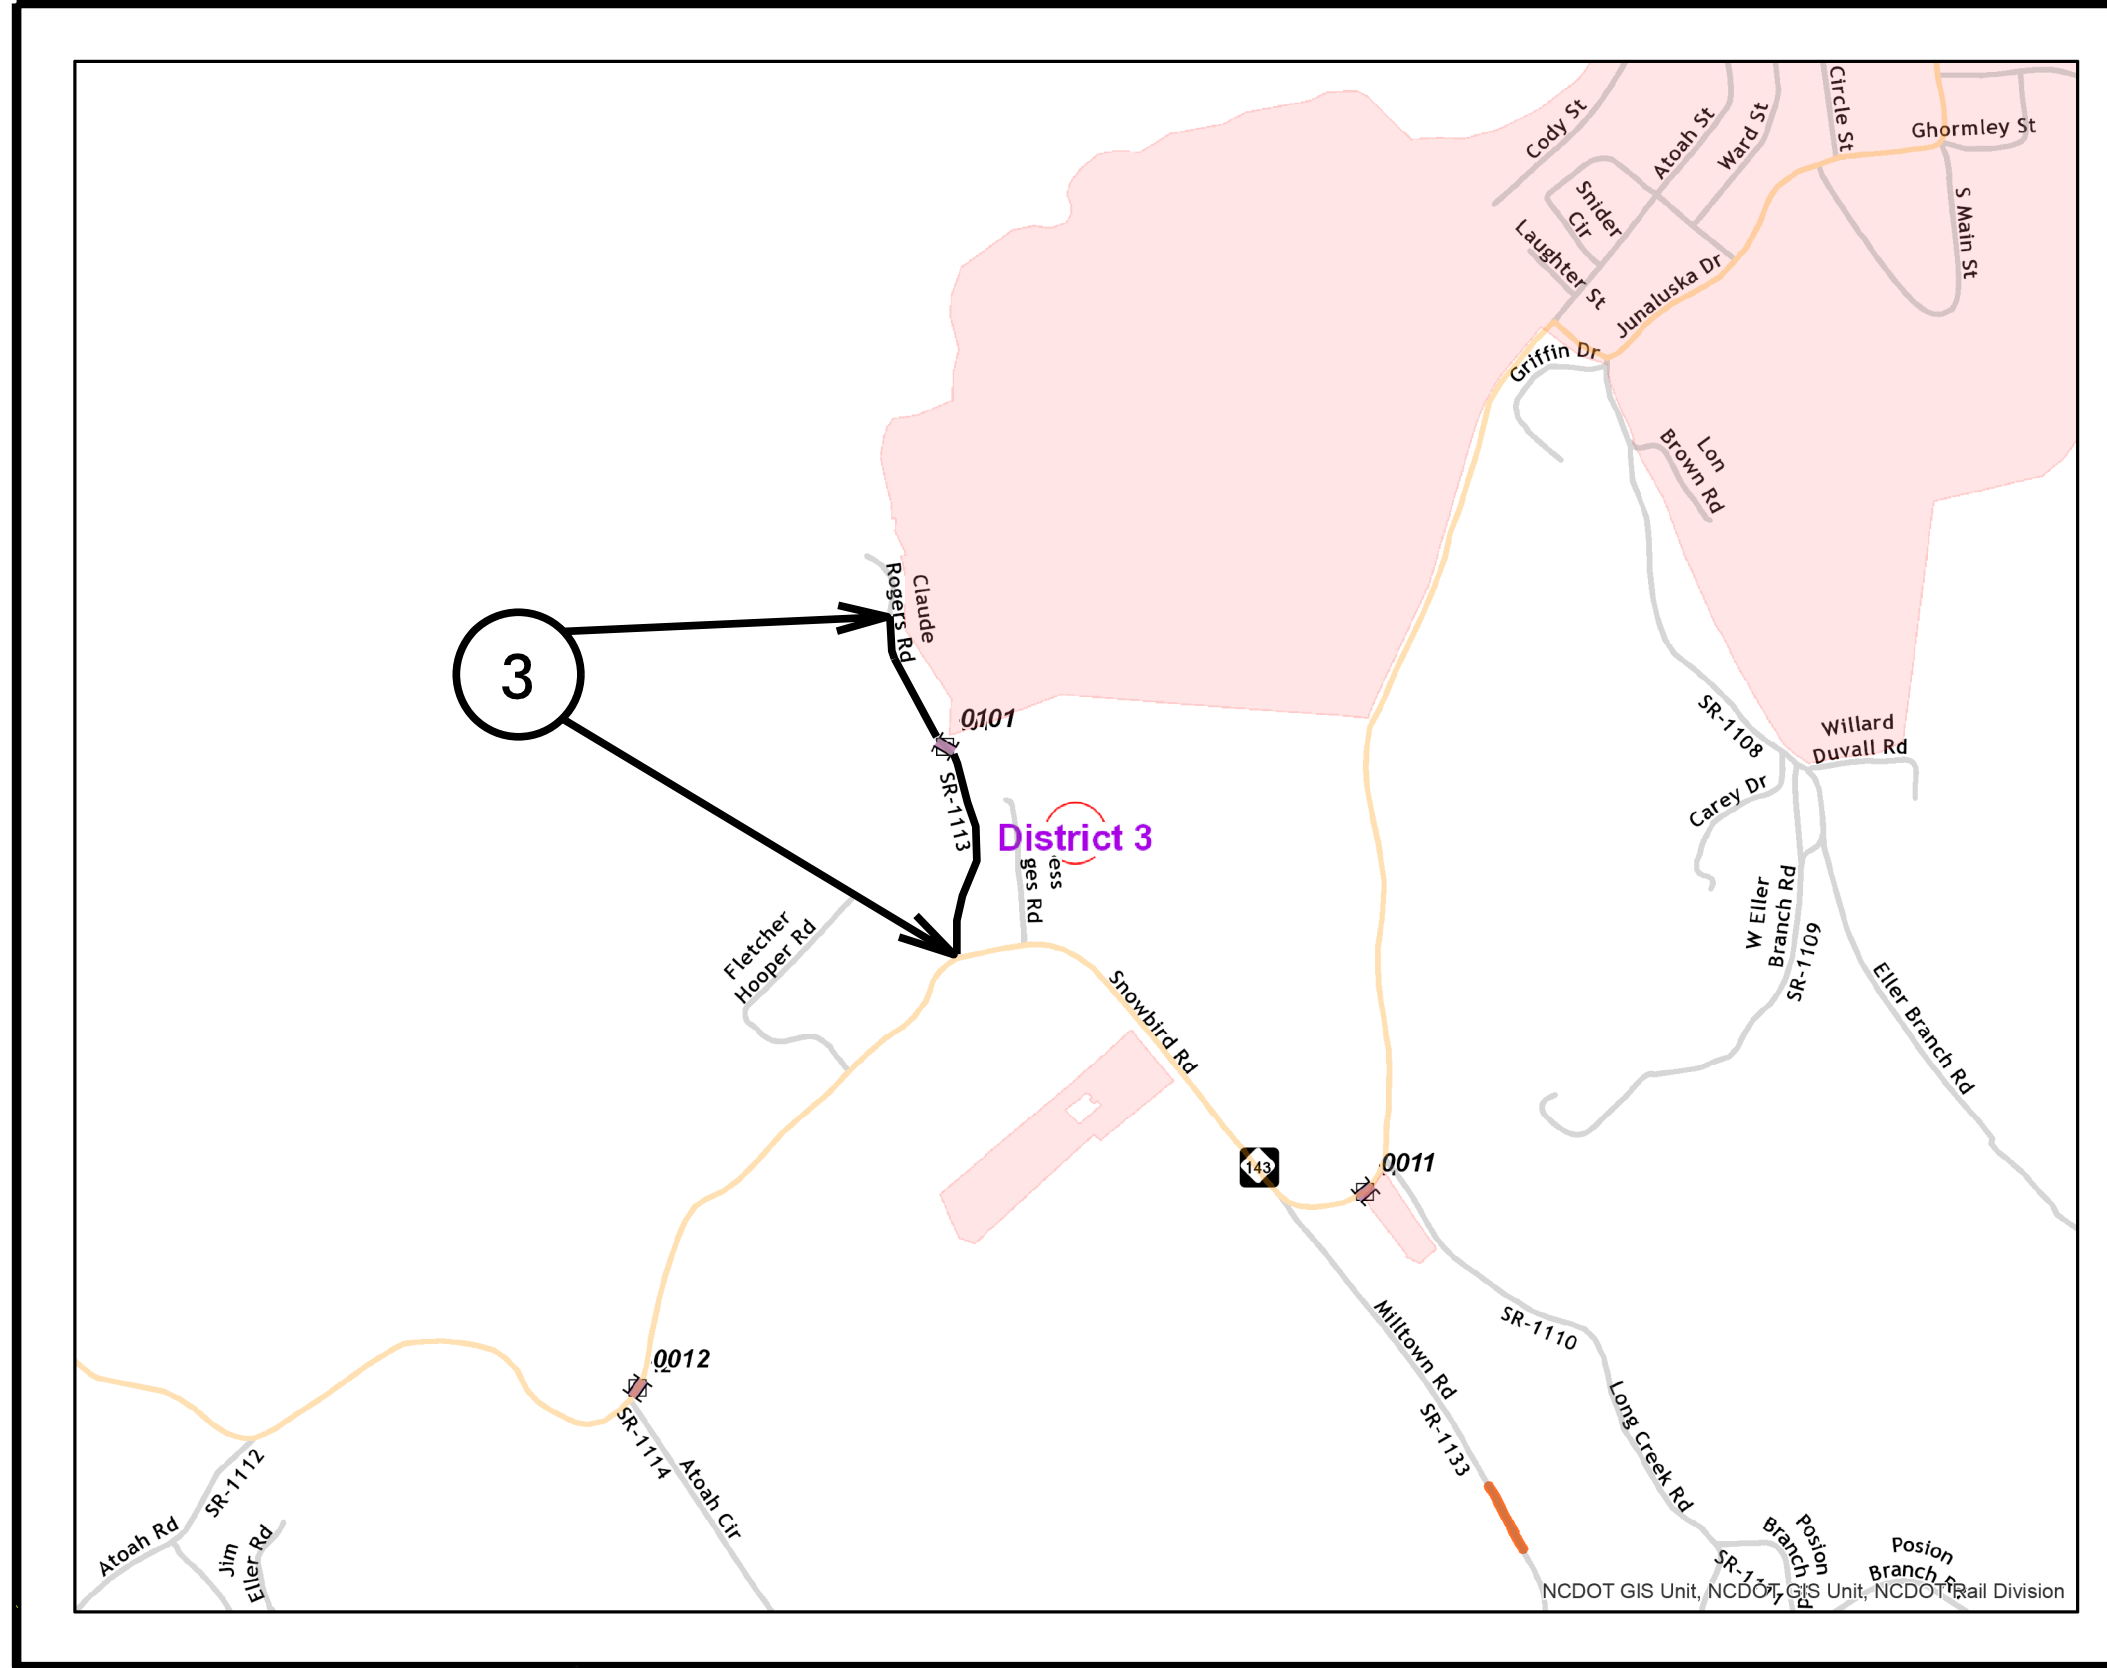 Cody St
Atoah St
Ward St
Circle St
Ghormley St
Snider
Cir
Laughter St
S Main St
Junaluska Dr
Griffin Dr
Lon
Brown Rd
Claude
Rogers Rd
3
0101
SR-1113
SR-1108
Willard
Duvall Rd
Carey Dr
District 3
ess
ges Rd
W Eller
Branch Rd
SR-1109
Fletcher
Hooper Rd
Snowbird Rd
Eller Branch Rd
143
0011
0012
Milltown Rd
SR-1110
SR-1133
Long Creek Rd
SR-1114
Atoah Cir
SR-1112
Atoah Rd
Jim
Eller Rd
Posion
Branch
Posion
Branch
NCDOT GIS Unit, NCDOT GIS Unit, NCDOT Rail Division